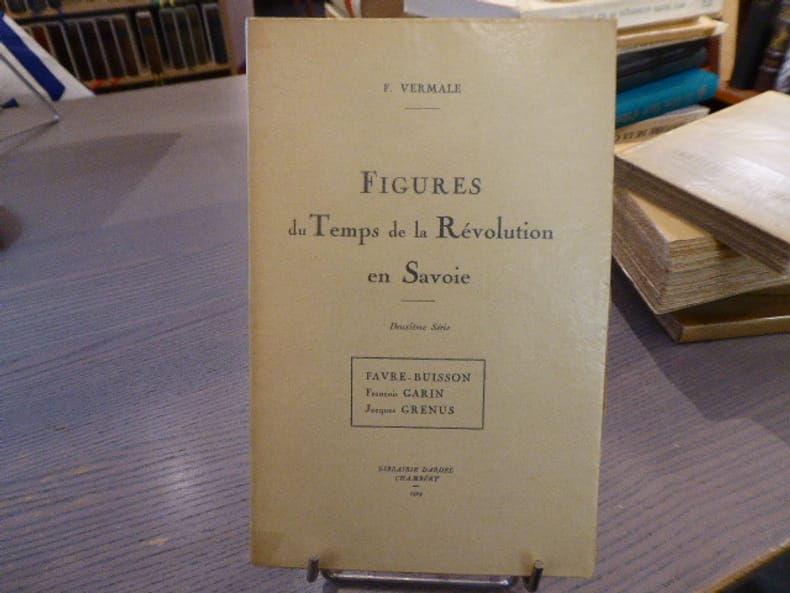 F. VERMALE
FIGURES
du Temps de la Révolution
en Savoie
Deuxième Série
FAVRE-BUISSON
François GARIN
Jacques GRENUS
LIBRAIRIE DARDEL
CHAMBÉRY